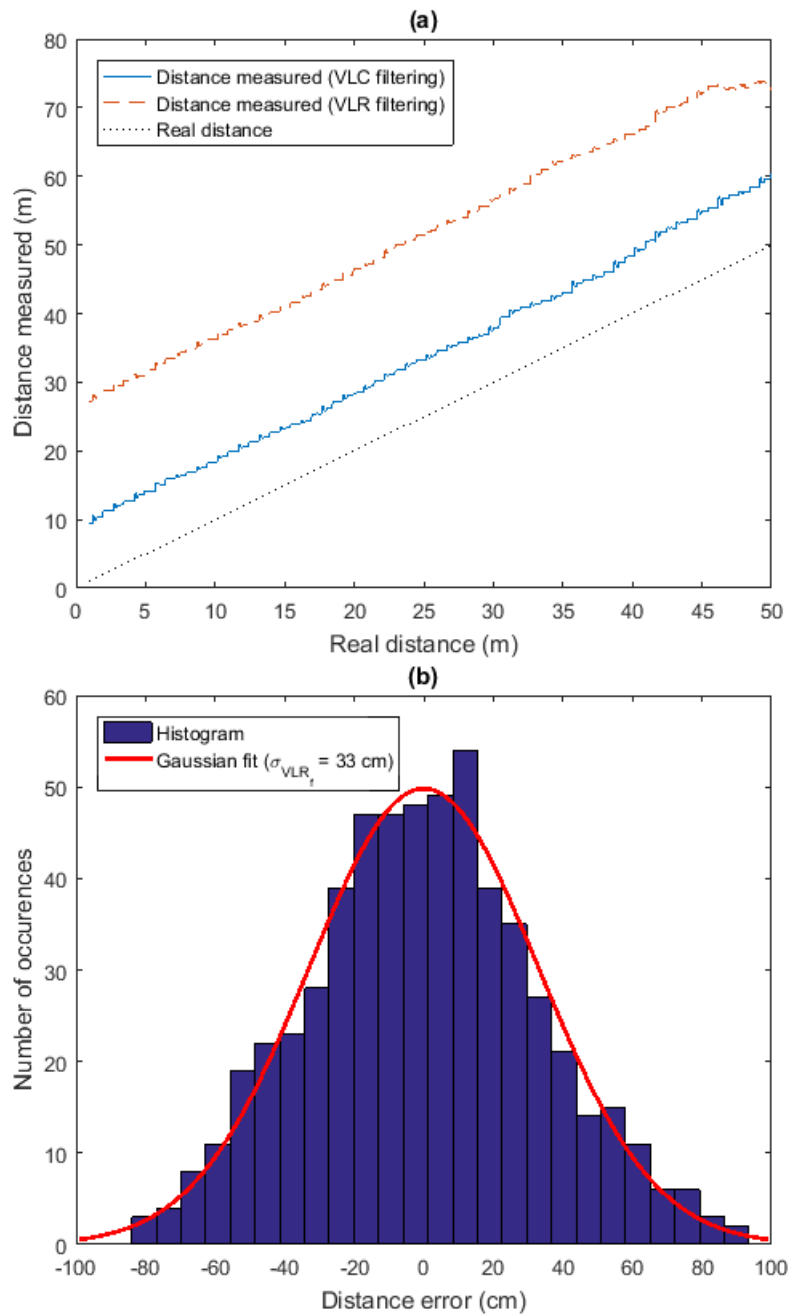 (a)
80
70
60
50
40
30
20
10
0
Distance measured (m)
Distance measured (VLC filtering)
Distance measured (VLR filtering)
Real distance
0 5 10 15 20 25 30 35 40 45 50
Real distance (m)
(b)
60
50
40
30
20
10
0
Number of occurences
Histogram
Gaussian fit (σ_VLR_f = 33 cm)
-100 -80 -60 -40 -20 0 20 40 60 80 100
Distance error (cm)